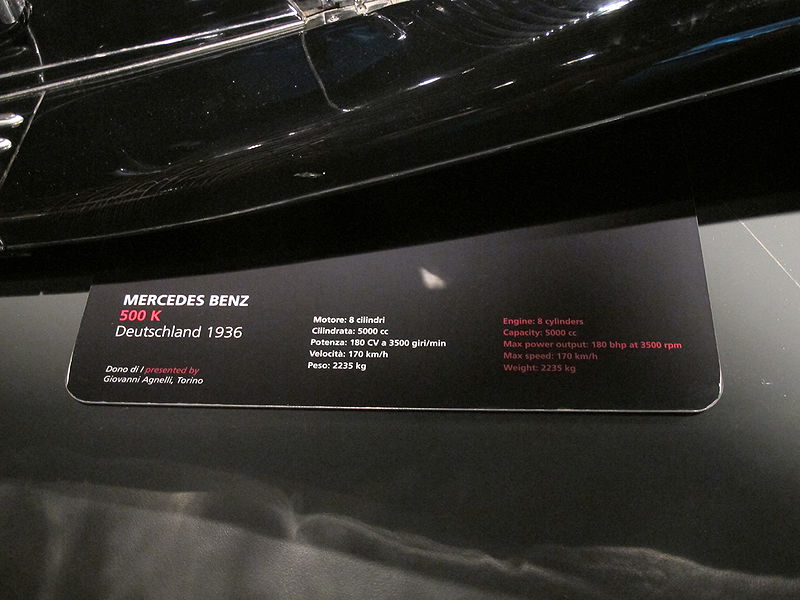 MERCEDES BENZ
500 K
Deutschland 1936
Dono di / presented by
Giovanni Agnelli, Torino
Motore: 8 cilindri
Cilindrata: 5000 cc
Potenza: 180 CV a 3500 giri/min
Velocità: 170 km/h
Peso: 2235 kg
Engine: 8 cylinders
Capacity: 5000 cc
Max power output: 180 bhp at 3500 rpm
Max speed: 170 km/h
Weight: 2235 kg